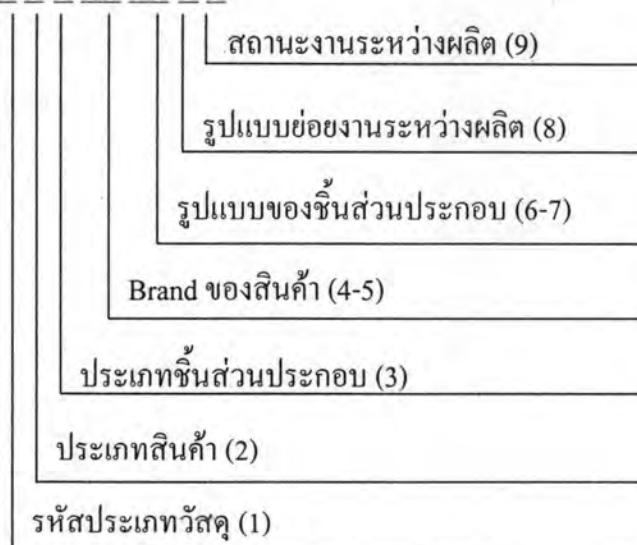 สถานะงานระหว่างผลิต (9)
รูปแบบย่อยงานระหว่างผลิต (8)
รูปแบบของชิ้นส่วนประกอบ (6-7)
Brand ของสินค้า (4-5)
ประเภทชิ้นส่วนประกอบ (3)
ประเภทสินค้า (2)
รหัสประเภทวัสดุ (1)